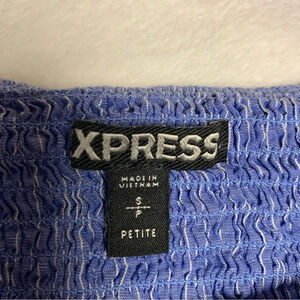 XPRESS
MADE IN
VIETNAM
S
P
PETITE